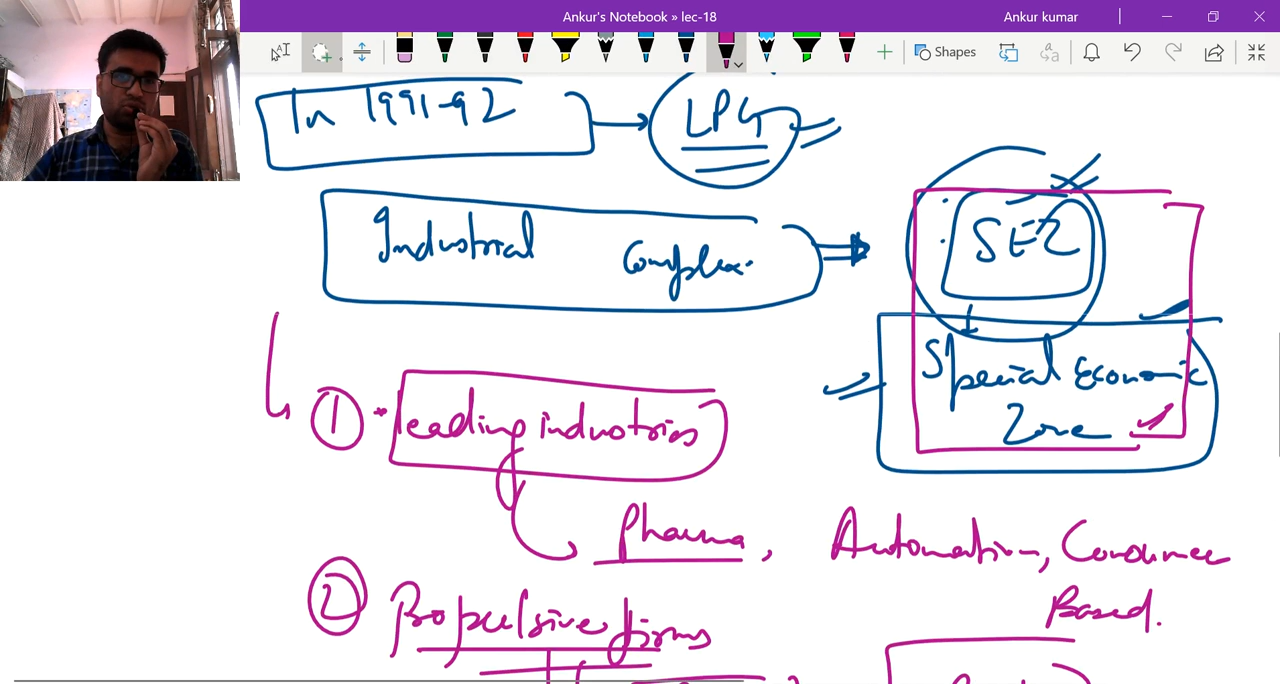 Ankur's Notebook » lec-18
Ankur kumar
Shapes
In 1991-92
LPG
Industrial Complex
SEZ
Special Economic
Zone
1 leading industries
Pharma, Automation, Consumer
Based.
2 Propulsive firms